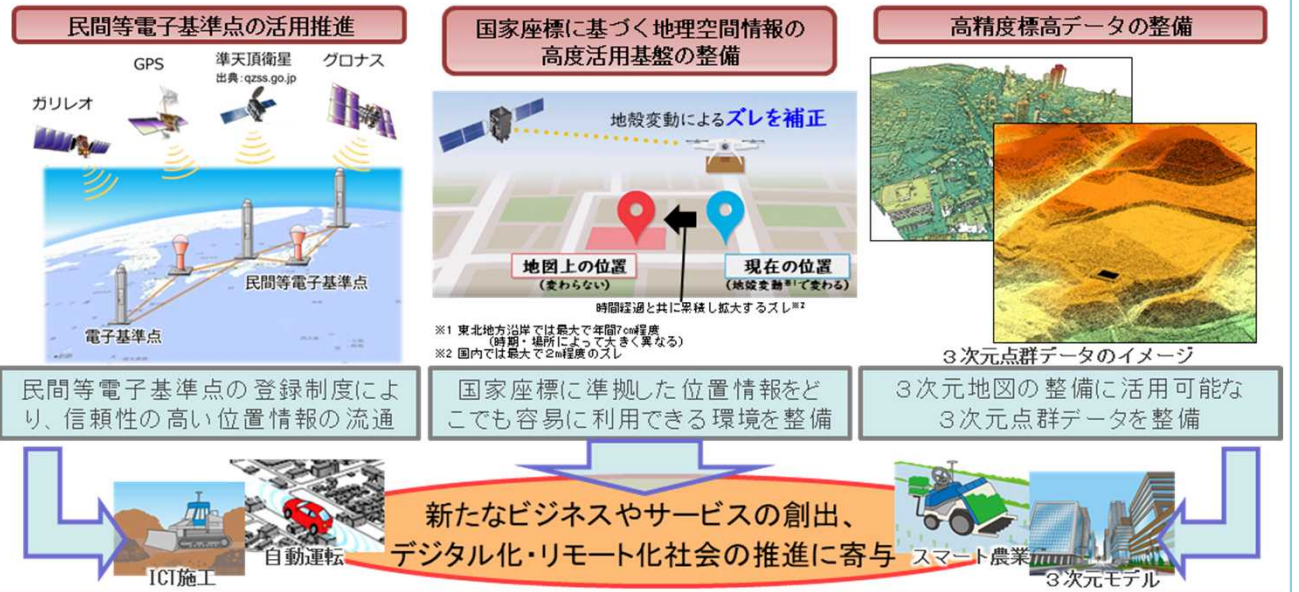 民間等電子基準点の活用推進
GPS
準天頂衛星
出典:qzss.go.jp
グロナス
ガリレオ
民間等電子基準点
電子基準点
民間等電子基準点の登録制度によ
り、信頼性の高い位置情報の流通
国家座標に基づく地理空間情報の
高度活用基盤の整備
地殻変動によるズレを補正
地図上の位置
(変わらない)
現在の位置
(地殻変動※1で変わる)
時間経過と共に累積し拡大するズレ※2
※1 東北地方沿岸では最大で年間7cm程度
(時期・場所によって大きく異なる)
※2 国内では最大で2m程度のズレ
国家座標に準拠した位置情報をど
こでも容易に利用できる環境を整備
高精度標高データの整備
3次元点群データのイメージ
3次元地図の整備に活用可能な
3次元点群データを整備
ICT施工
自動運転
新たなビジネスやサービスの創出、
デジタル化・リモート化社会の推進に寄与
スマート農業
3次元モデル